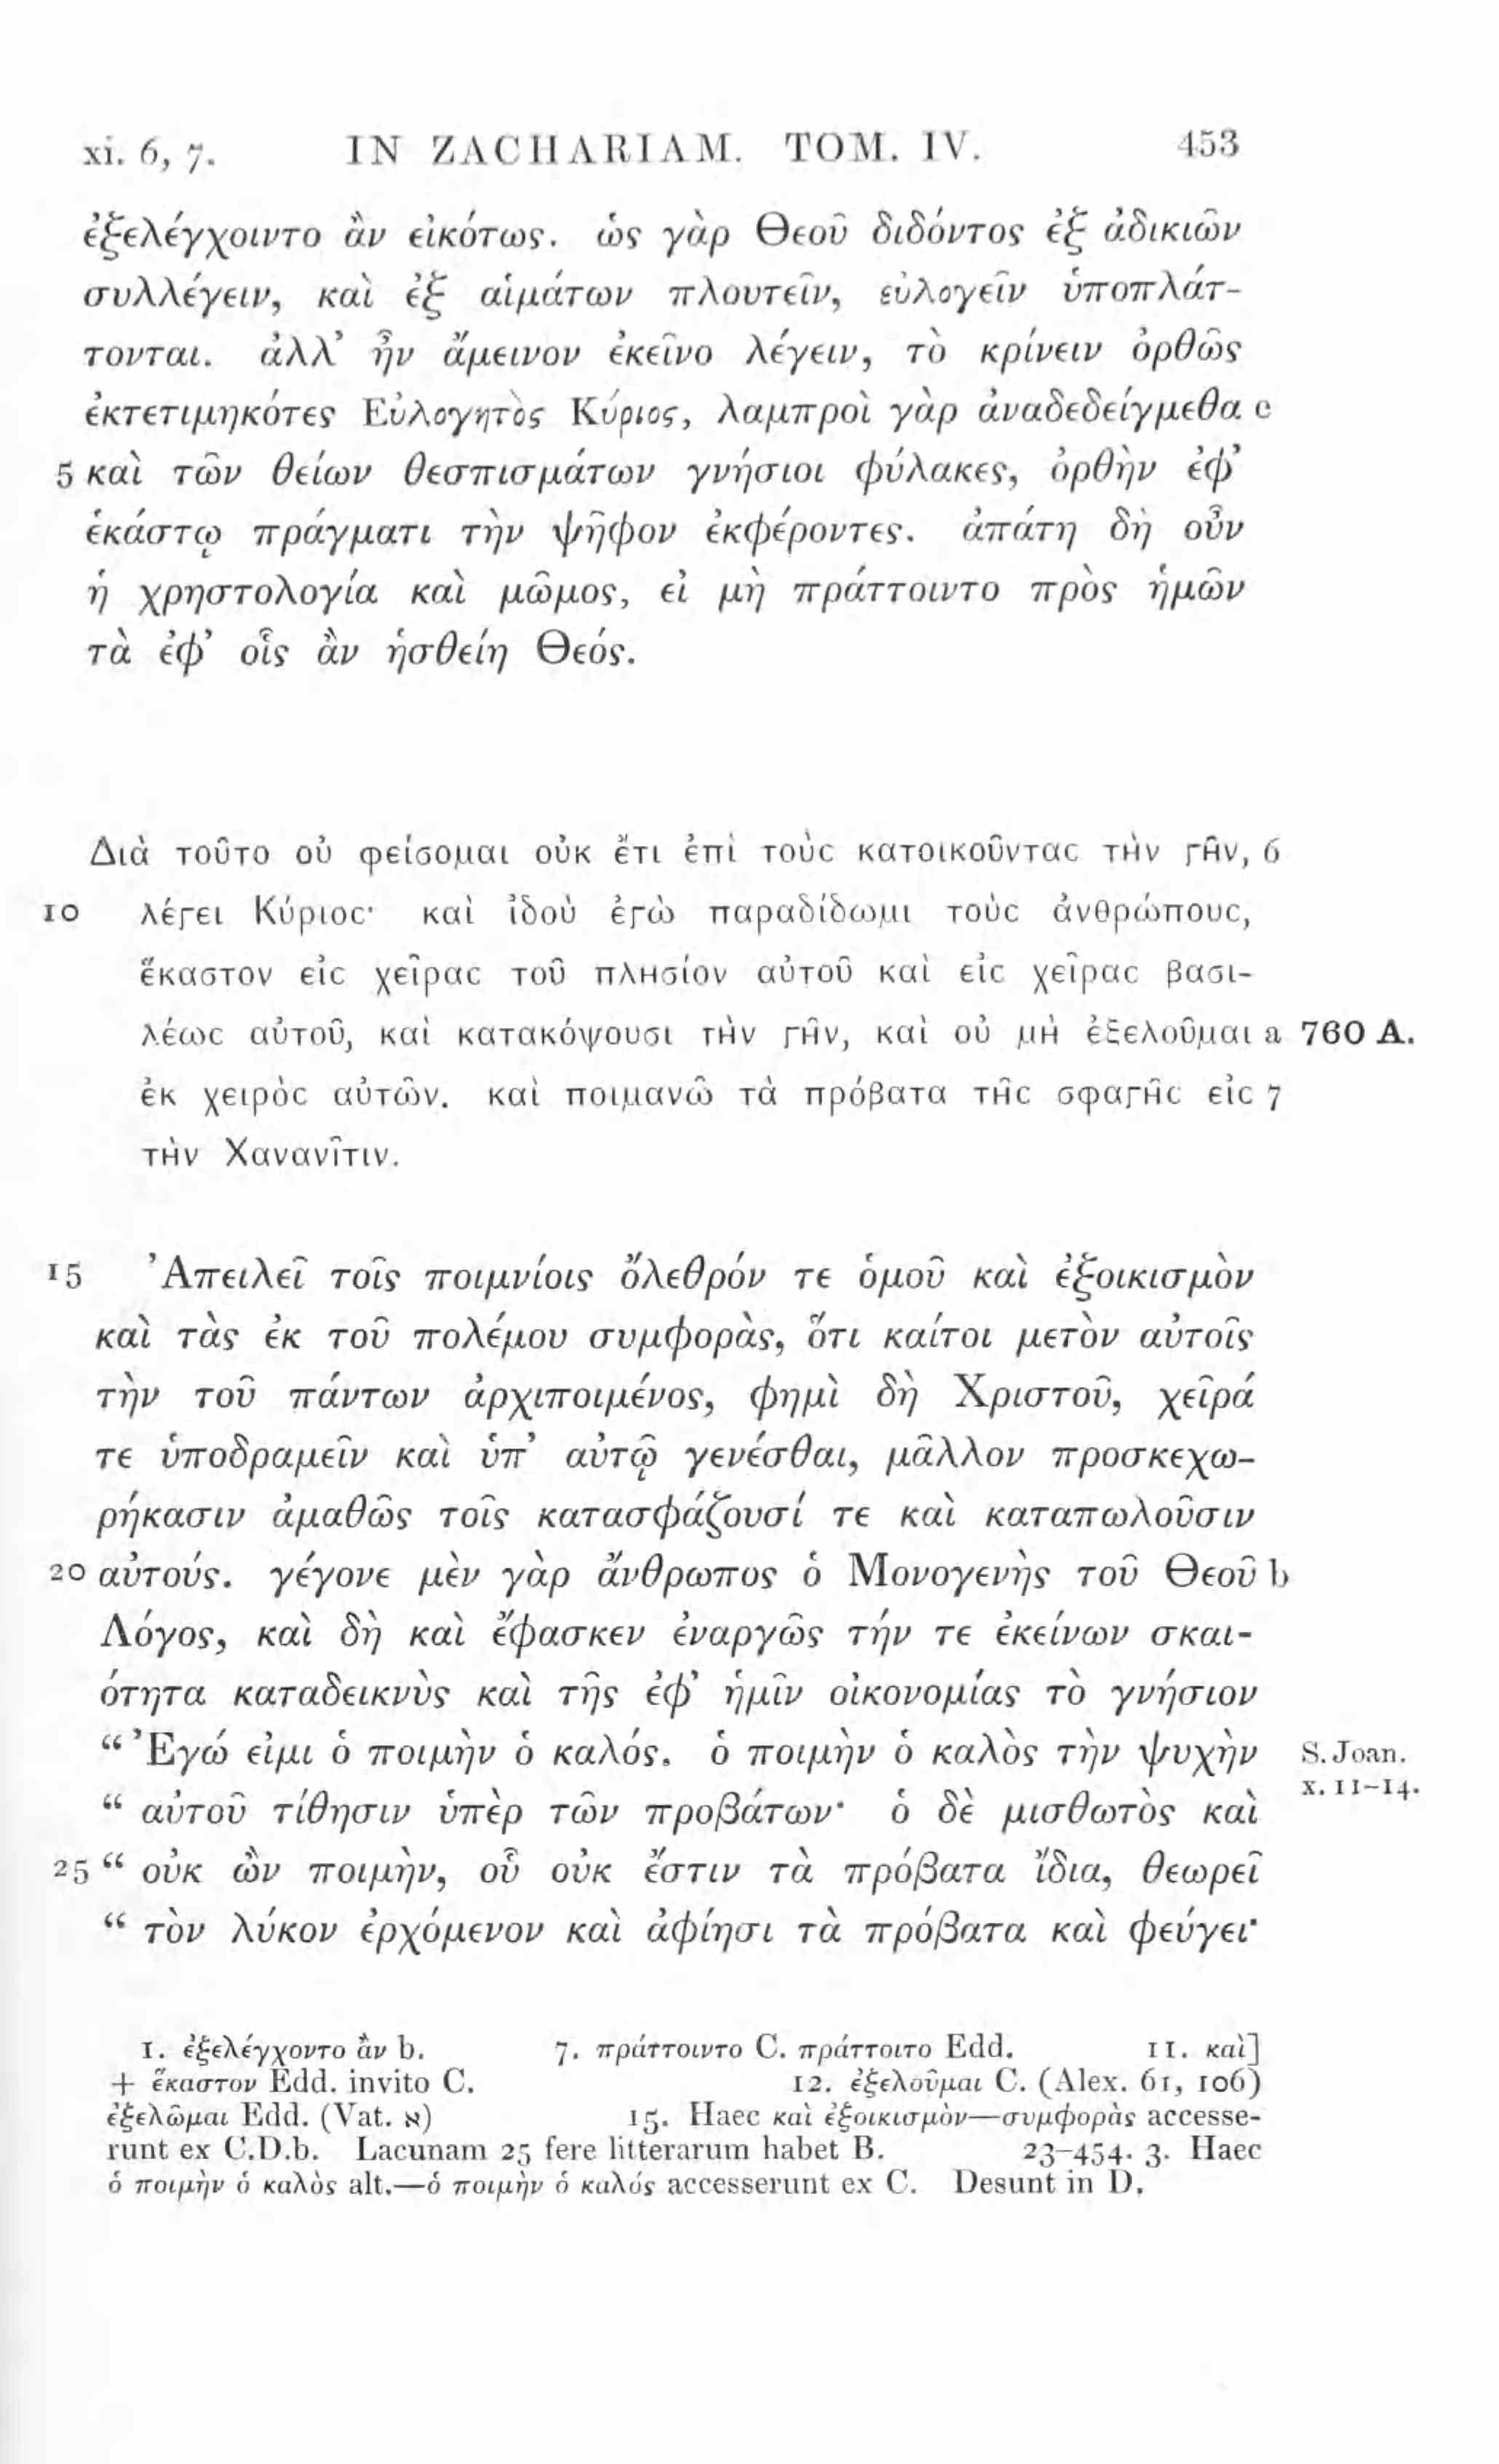 xi. 6, 7. IN ZACHARIAM. TOM. IV. 453
ἐξελέγχοιντο ἂν εἰκότως. ὡς γὰρ Θεοῦ διδόντος ἐξ ἀδικιῶν
συλλέγειν, καὶ ἐξ αἱμάτων πλουτεῖν, εὐλογεῖν ὑποπλάτ-
τονται. ἀλλ’ ἦν ἄμεινον ἐκεῖνο λέγειν, τὸ κρίνειν ὀρθῶς
ἐκτετιμηκότες Εὐλογητὸς Κύριος, λαμπροὶ γὰρ ἀναδεδείγμεθα c
5 καὶ τῶν θείων θεσπισμάτων γνήσιοι φύλακες, ὀρθὴν ἐφ’
ἑκάστῳ πράγματι τὴν ψῆφον ἐκφέροντες. ἀπάτη δὴ οὖν
ἡ χρηστολογία καὶ μῶμος, εἰ μὴ πράττοιντο πρὸς ἡμῶν
τὰ ἐφ’ οἷς ἂν ἡσθείη Θεός.
Διὰ τοῦτο οὐ φείσομαι οὐκ ἔτι ἐπὶ τοὺς κατοικοῦντας τὴν γῆν, 6
10 λέγει Κύριος· καὶ ἰδοὺ ἐγὼ παραδίδωμι τοὺς ἀνθρώπους,
ἕκαστον εἰς χεῖρας τοῦ πλησίον αὐτοῦ καὶ εἰς χεῖρας βασι-
λέως αὐτοῦ, καὶ κατακόψουσι τὴν γῆν, καὶ οὐ μὴ ἐξελοῦμαι a 760 A.
ἐκ χειρὸς αὐτῶν. καὶ ποιμανῶ τὰ πρόβατα τῆς σφαγῆς εἰς 7
τὴν Χανανῖτιν.
15 Ἀπειλεῖ τοῖς ποιμνίοις ὄλεθρόν τε ὁμοῦ καὶ ἐξοικισμὸν
καὶ τὰς ἐκ τοῦ πολέμου συμφορὰς, ὅτι καίτοι μετὸν αὐτοῖς
τὴν τοῦ πάντων ἀρχιποιμένος, φημὶ δὴ Χριστοῦ, χεῖρά
τε ὑποδραμεῖν καὶ ὑπ’ αὐτῷ γενέσθαι, μᾶλλον προσκεχω-
ρήκασιν ἀμαθῶς τοῖς κατασφάζουσί τε καὶ καταπωλοῦσιν
20 αὐτούς. γέγονε μὲν γὰρ ἄνθρωπος ὁ Μονογενὴς τοῦ Θεοῦ b
Λόγος, καὶ δὴ καὶ ἔφασκεν ἐναργῶς τήν τε ἐκείνων σκαι-
ότητα καταδεικνὺς καὶ τῆς ἐφ’ ἡμῖν οἰκονομίας τὸ γνήσιον
“ Ἐγώ εἰμι ὁ ποιμὴν ὁ καλός. ὁ ποιμὴν ὁ καλὸς τὴν ψυχὴν S. Joan.
“ αὐτοῦ τίθησιν ὑπὲρ τῶν προβάτων· ὁ δὲ μισθωτὸς καὶ x. 11–14.
25 “ οὐκ ὢν ποιμὴν, οὗ οὐκ ἔστιν τὰ πρόβατα ἴδια, θεωρεῖ
“ τὸν λύκον ἐρχόμενον καὶ ἀφίησι τὰ πρόβατα καὶ φεύγει·
1. ἐξελέγχοντο ἂν b. 7. πράττοιντο C. πράττοιτο Edd. 11. καὶ]
+ ἕκαστον Edd. invito C. 12. ἐξελοῦμαι C. (Alex. 61, 106)
ἐξελῶμαι Edd. (Vat. א) 15. Haec καὶ ἐξοικισμὸν—συμφορὰς accesse-
runt ex C.D.b. Lacunam 25 fere litterarum habet B. 23–454. 3. Haec
ὁ ποιμὴν ὁ καλὸς alt.—ὁ ποιμὴν ὁ καλός accesserunt ex C. Desunt in D.